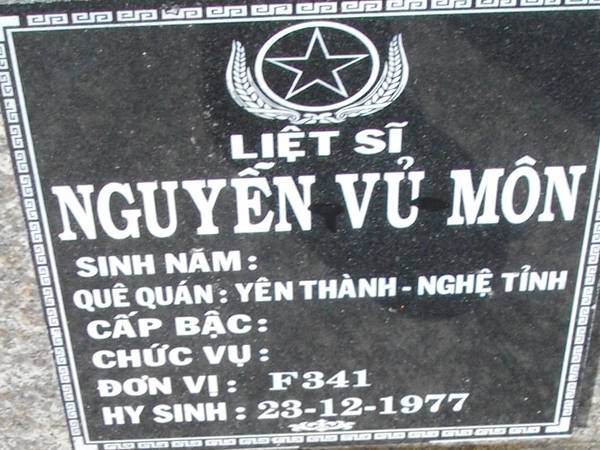 LIỆT SĨ
NGUYỄN VỦ MÔN
SINH NĂM :
QUÊ QUÁN : YÊN THÀNH - NGHỆ TỈNH
CẤP BẬC :
CHỨC VỤ :
ĐƠN VỊ : F341
HY SINH : 23-12-1977